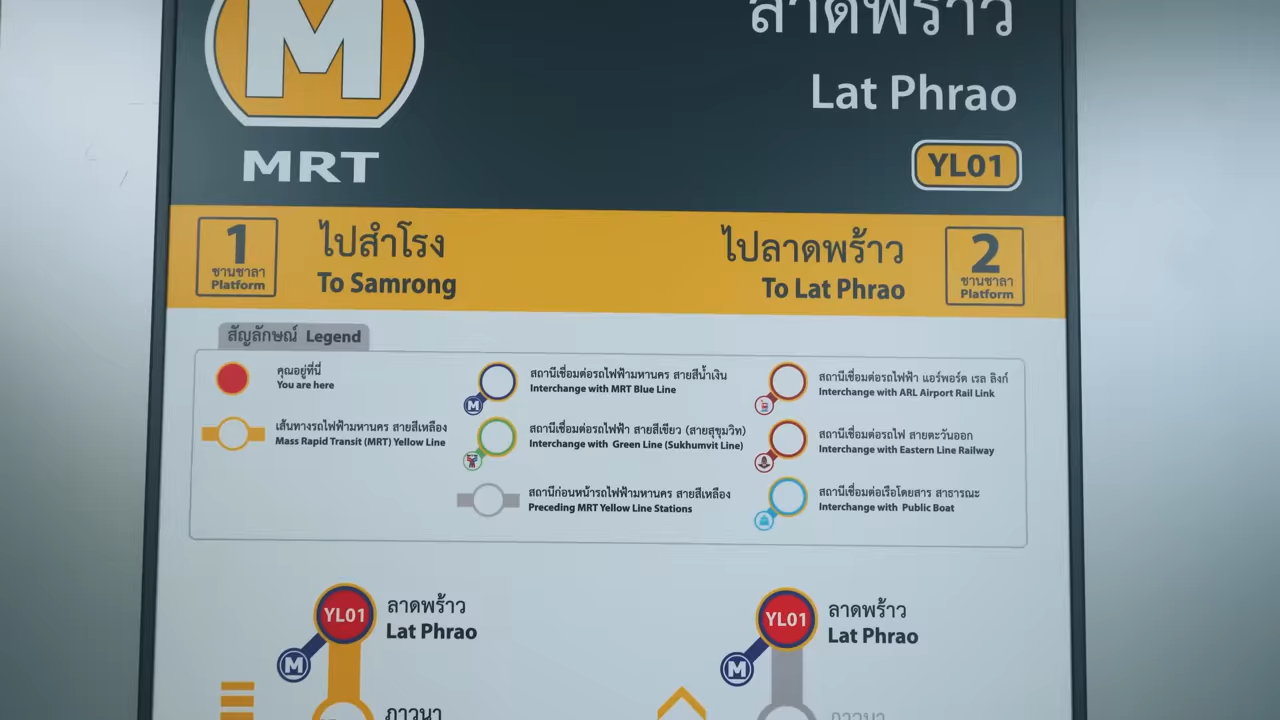 M
MRT
ลาดพร้าว
Lat Phrao
YL01
1
ชานชาลา
Platform
ไปสำโรง
To Samrong
ไปลาดพร้าว
To Lat Phrao
2
ชานชาลา
Platform
สัญลักษณ์ Legend
คุณอยู่ที่นี่
You are here
เส้นทางรถไฟฟ้ามหานคร สายสีเหลือง
Mass Rapid Transit (MRT) Yellow Line
M
สถานีเชื่อมต่อรถไฟฟ้ามหานคร สายสีน้ำเงิน
Interchange with MRT Blue Line
สถานีเชื่อมต่อรถไฟฟ้า สายสีเขียว (สายสุขุมวิท)
Interchange with Green Line (Sukhumvit Line)
สถานีก่อนหน้ารถไฟฟ้ามหานคร สายสีเหลือง
Preceding MRT Yellow Line Stations
สถานีเชื่อมต่อรถไฟฟ้า แอร์พอร์ต เรล ลิงก์
Interchange with ARL Airport Rail Link
สถานีเชื่อมต่อรถไฟ สายตะวันออก
Interchange with Eastern Line Railway
สถานีเชื่อมต่อเรือโดยสาร สาธารณะ
Interchange with Public Boat
YL01
ลาดพร้าว
Lat Phrao
M
ภาวนา
YL01
ลาดพร้าว
Lat Phrao
M
ภาวนา